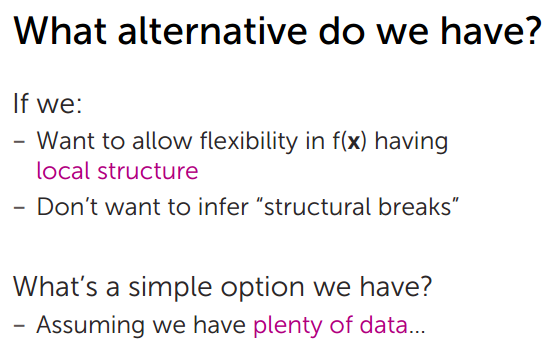 What alternative do we have?
If we:
– Want to allow flexibility in f(x) having
local structure
– Don’t want to infer “structural breaks”
What’s a simple option we have?
– Assuming we have plenty of data…